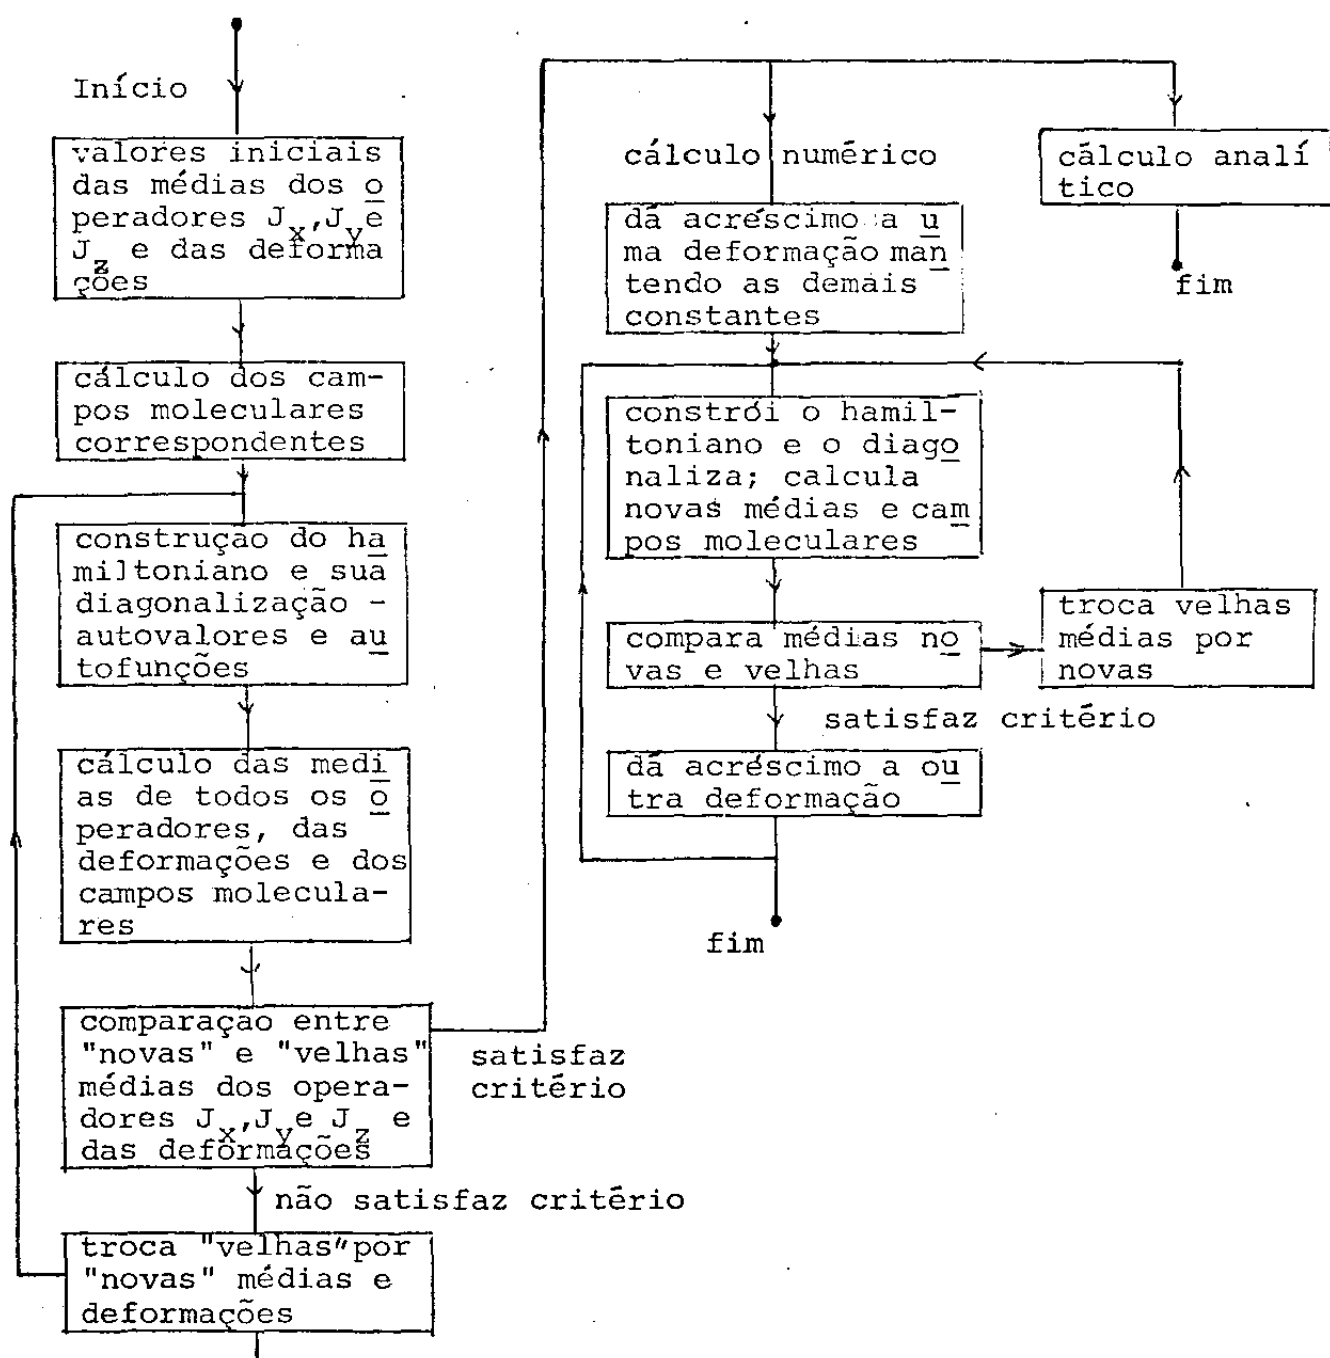 Início
valores iniciais
das médias dos o
peradores Jx,Jy e
Jz e das deforma
ções
cálculo dos cam-
pos moleculares
correspondentes
construção do ha
miltoniano e sua
diagonalização -
autovalores e au
tofunções
cálculo das medi
as de todos os o
peradores, das
deformações e dos
campos molecula-
res
comparação entre
"novas" e "velhas"
médias dos opera-
dores Jx,Jy e Jz e
das deformações
satisfaz
critério
não satisfaz critério
troca "velhas" por
"novas" médias e
deformações
cálculo numérico
dá acréscimo a u
ma deformação man
tendo as demais
constantes
constrói o hamil-
toniano e o diago
naliza; calcula
novas médias e cam
pos moleculares
compara médias no
vas e velhas
troca velhas
médias por
novas
satisfaz critério
dá acréscimo a ou
tra deformação
fim
cálculo analí
tico
fim